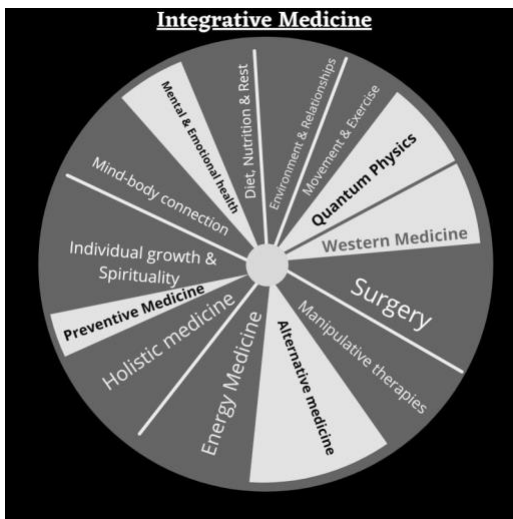 Integrative Medicine
Diet, Nutrition & Rest
Environment & Relationships
Movement & Exercise
Quantum Physics
Western Medicine
Surgery
Manipulative therapies
Alternative medicine
Energy Medicine
Holistic medicine
Preventive Medicine
Individual growth &
Spirituality
Mind-body connection
Mental & Emotional health